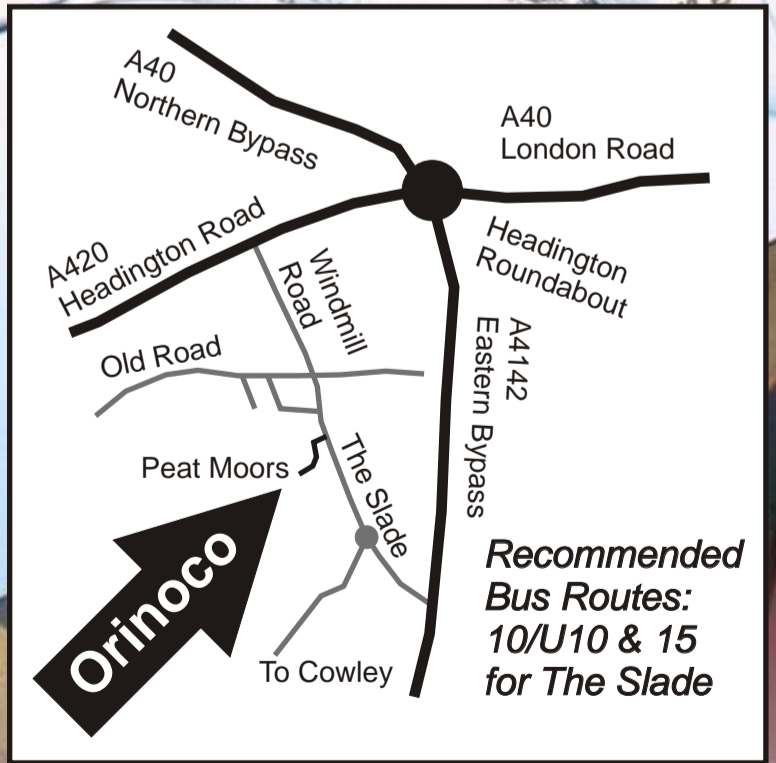 A40
Northern Bypass
A40
London Road
A420
Headington Road
Headington
Roundabout
Windmill
Road
Old Road
A4142
Eastern Bypass
Peat Moors
The Slade
Orinoco
To Cowley
Recommended
Bus Routes:
10/U10 & 15
for The Slade